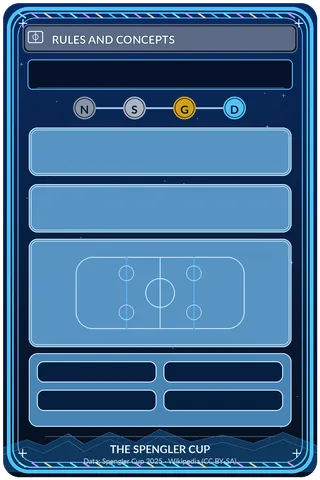 RULES AND CONCEPTS
N S G D
THE SPENGLER CUP
Data: Spengler Cup 2025 - Wikipedia (CC BY-SA)